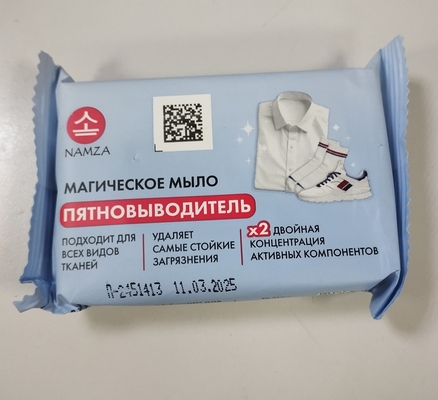 소
NAMZA
МАГИЧЕСКОЕ МЫЛО
ПЯТНОВЫВОДИТЕЛЬ
ПОДХОДИТ ДЛЯ
ВСЕХ ВИДОВ
ТКАНЕЙ
УДАЛЯЕТ
САМЫЕ СТОЙКИЕ
ЗАГРЯЗНЕНИЯ
x2 ДВОЙНАЯ
КОНЦЕНТРАЦИЯ
АКТИВНЫХ КОМПОНЕНТОВ
П-2451413 11.03.2025